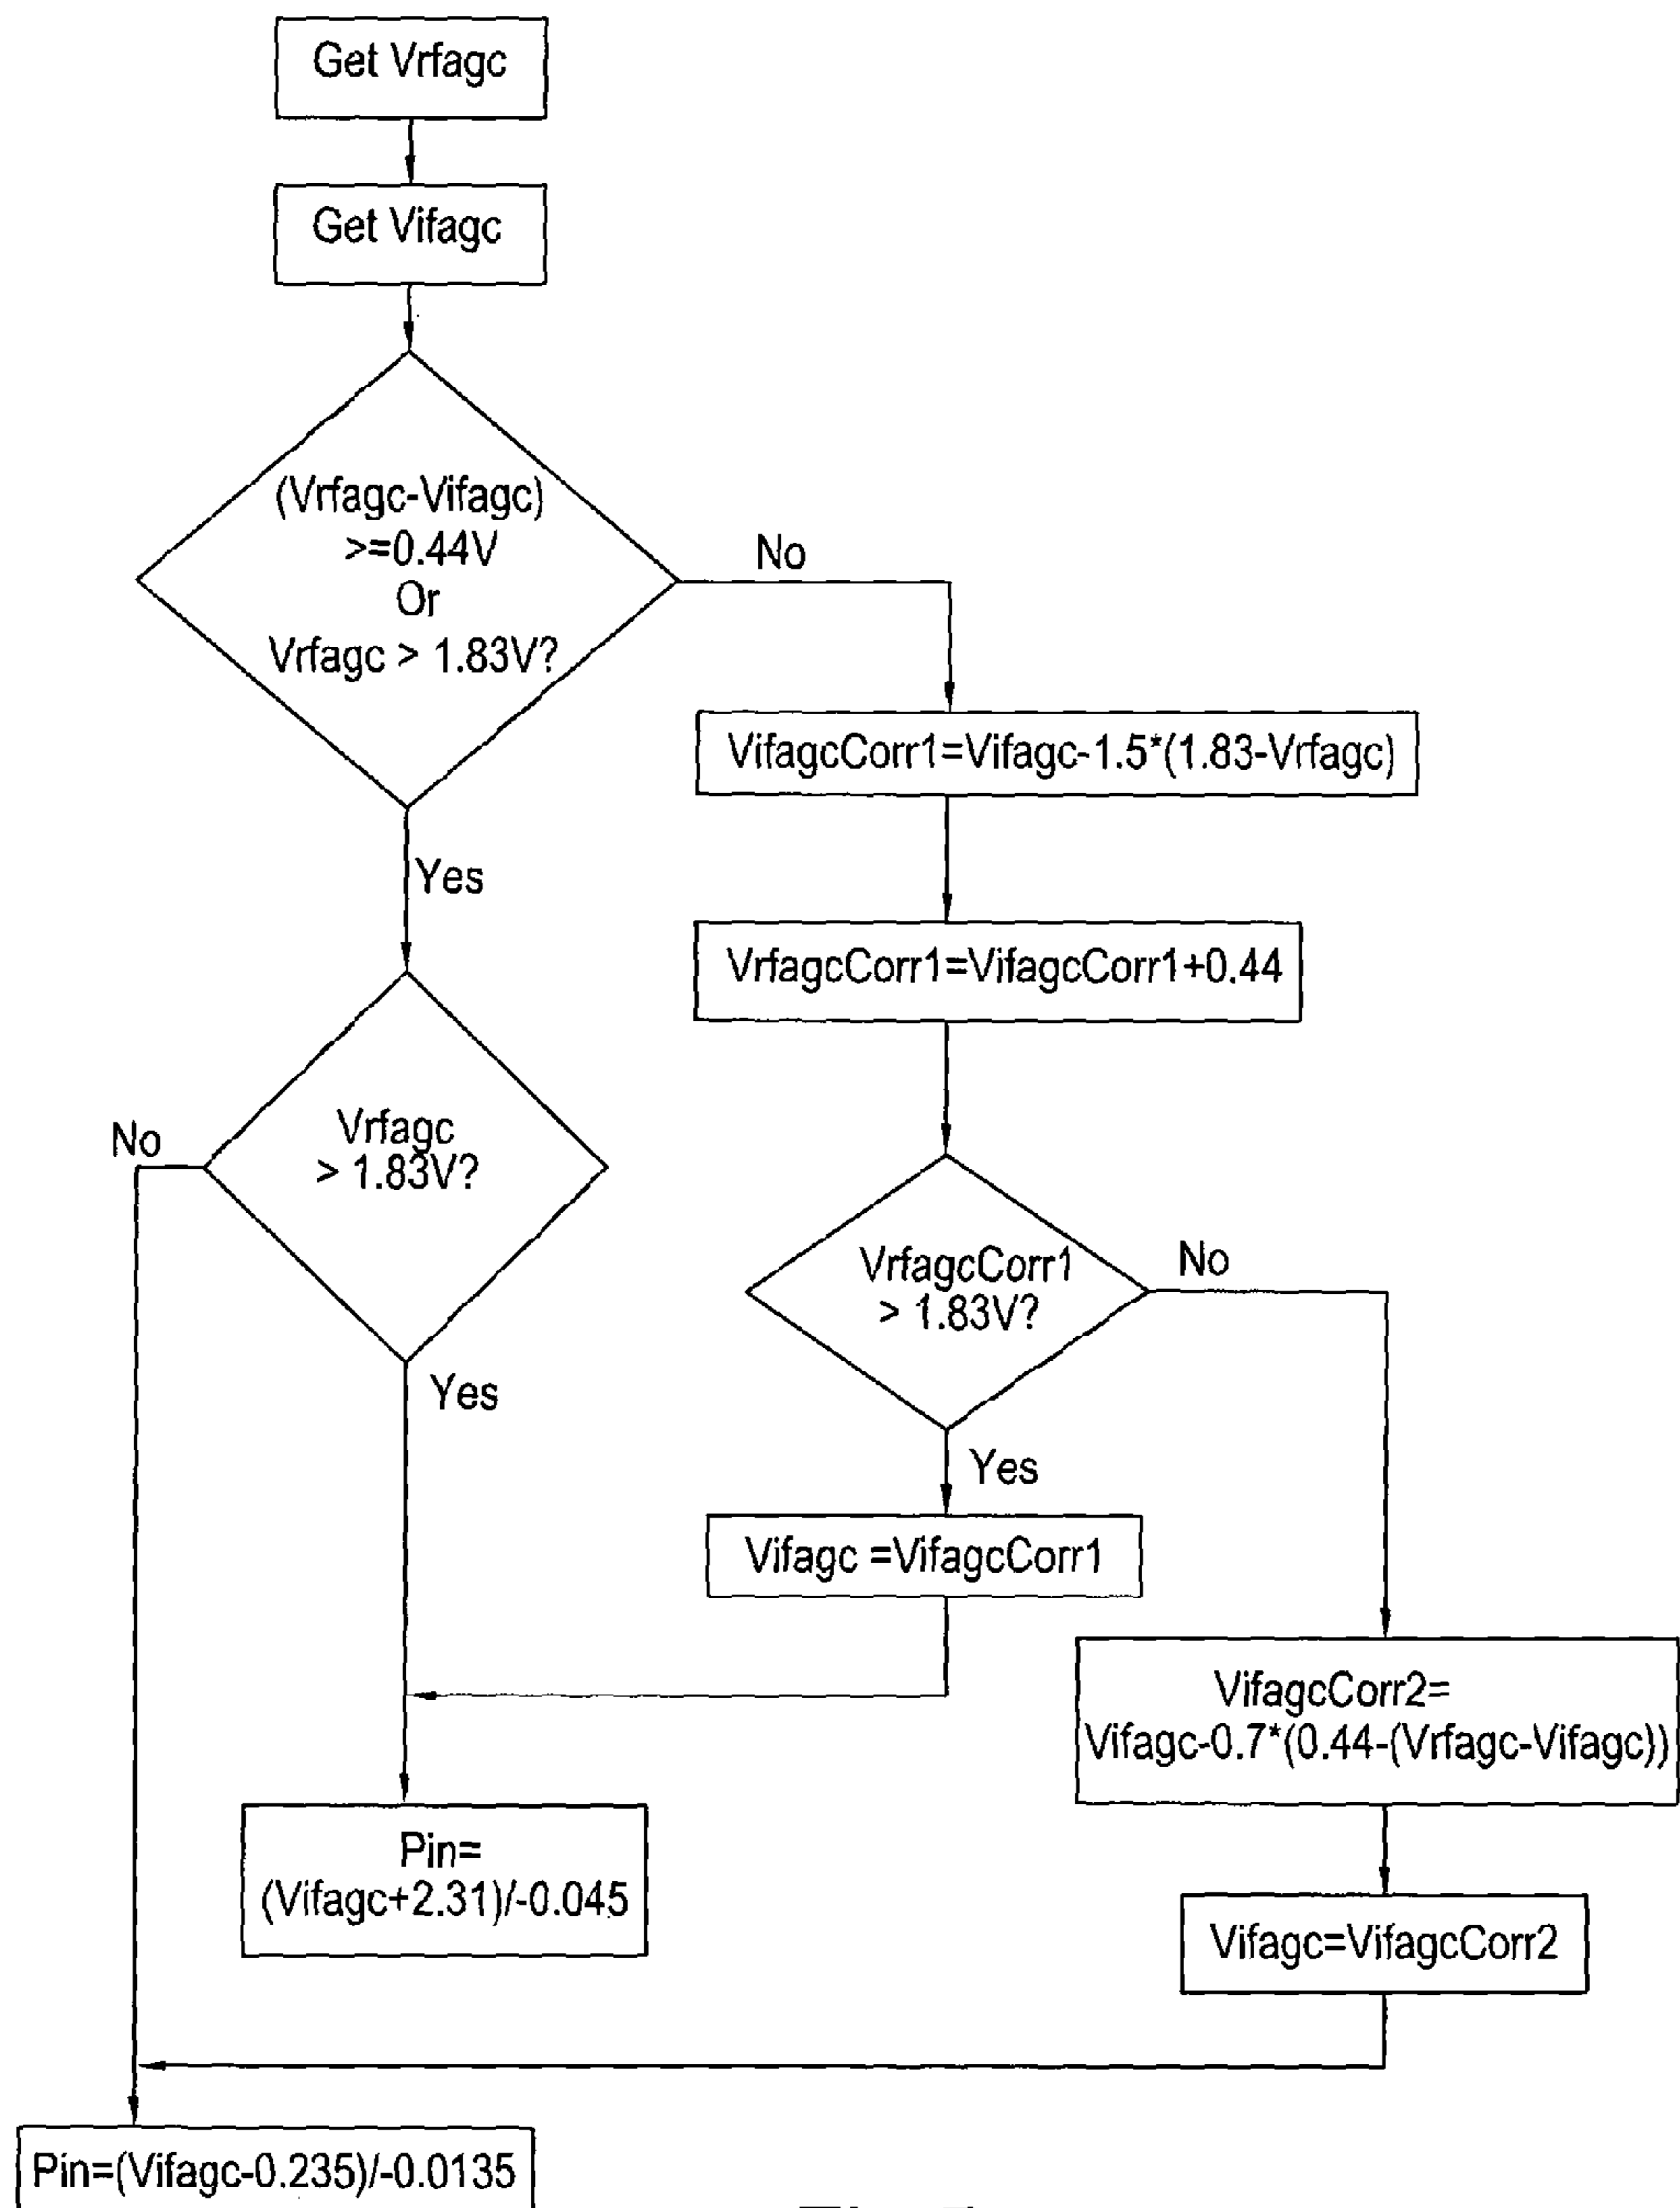 Get Vrfagc
Get Vifagc
(Vrfagc-Vifagc)
>=0.44V
Or
Vrfagc > 1.83V?
No
Yes
VifagcCorr1=Vifagc-1.5*(1.83-Vrfagc)
VrfagcCorr1=VifagcCorr1+0.44
Vrfagc
> 1.83V?
No
Yes
VrfagcCorr1
> 1.83V?
No
Yes
Vifagc =VifagcCorr1
VifagcCorr2=
Vifagc-0.7*(0.44-(Vrfagc-Vifagc))
Pin=
(Vifagc+2.31)/-0.045
Vifagc=VifagcCorr2
Pin=(Vifagc-0.235)/-0.0135